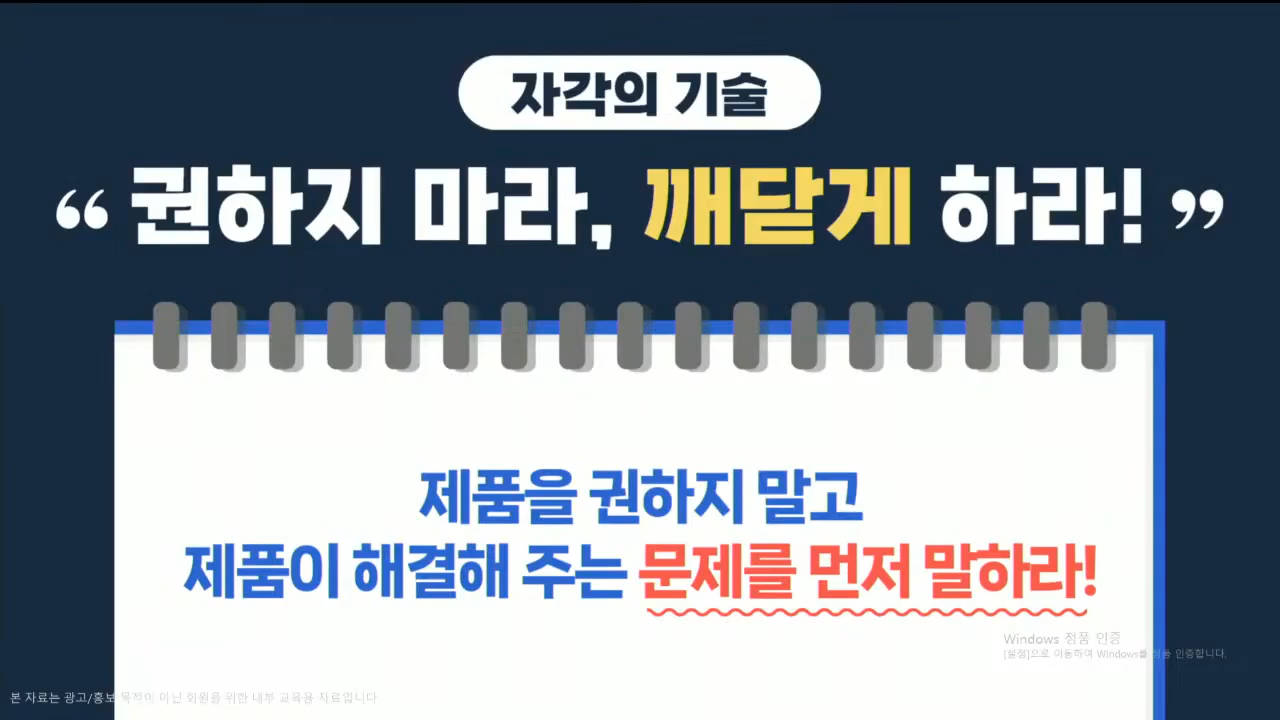 자각의 기술
“ 권하지 마라, 깨닫게 하라! ”
제품을 권하지 말고
제품이 해결해 주는 문제를 먼저 말하라!
Windows 정품 인증
[설정]으로 이동하여 Windows를 정품 인증합니다.
본 자료는 광고/홍보 목적이 아닌 회원을 위한 내부 교육용 자료입니다